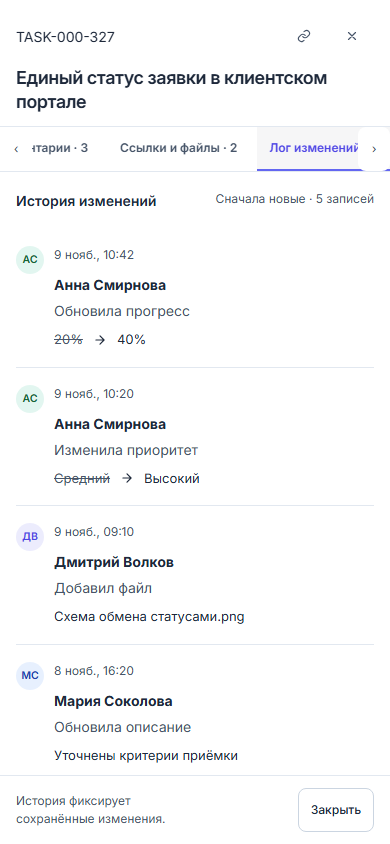 TASK-000-327
Единый статус заявки в клиентском
портале
нтарии · 3
Ссылки и файлы · 2
Лог изменений
История изменений
Сначала новые · 5 записей
АС
9 нояб., 10:42
Анна Смирнова
Обновила прогресс
20% → 40%
АС
9 нояб., 10:20
Анна Смирнова
Изменила приоритет
Средний → Высокий
ДВ
9 нояб., 09:10
Дмитрий Волков
Добавил файл
Схема обмена статусами.png
МС
8 нояб., 16:20
Мария Соколова
Обновила описание
Уточнены критерии приёмки
История фиксирует
сохранённые изменения.
Закрыть